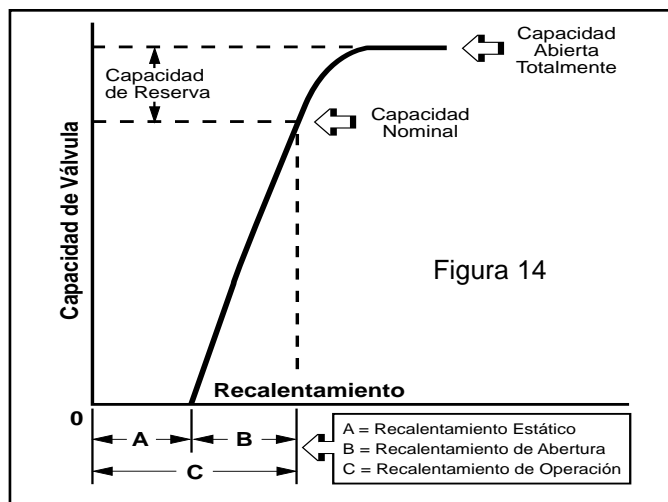 Capacidad
Abierta
Totalmente
Capacidad
de Reserva
Capacidad
Nominal
Capacidad de Válvula
Figura 14
Recalentamiento
0
A
B
C
A = Recalentamiento Estático
B = Recalentamiento de Abertura
C = Recalentamiento de Operación